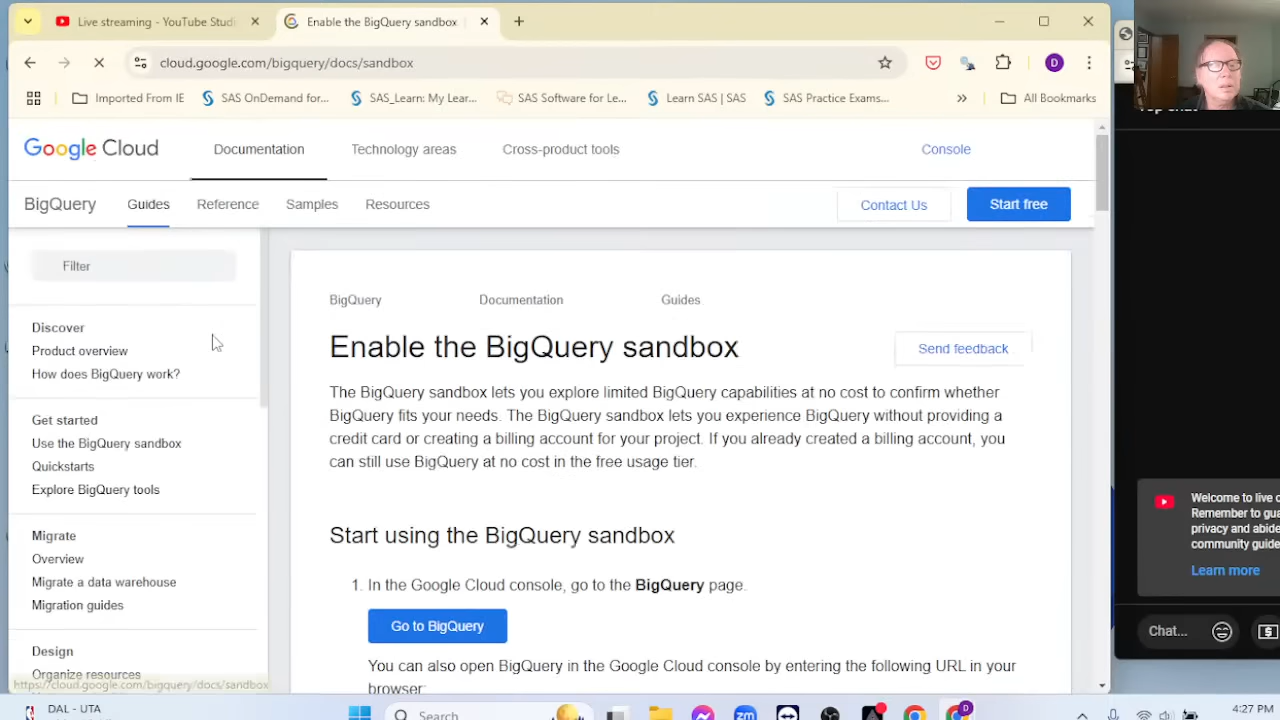 Live streaming - YouTube Studi
Enable the BigQuery sandbox
cloud.google.com/bigquery/docs/sandbox
D
Imported From IE
SAS OnDemand for...
SAS_Learn: My Lear...
SAS Software for Le...
Learn SAS | SAS
SAS Practice Exams...
»
All Bookmarks
Google Cloud
Documentation
Technology areas
Cross-product tools
Console
BigQuery
Guides
Reference
Samples
Resources
Contact Us
Start free
Filter
Discover
Product overview
How does BigQuery work?
Get started
Use the BigQuery sandbox
Quickstarts
Explore BigQuery tools
Migrate
Overview
Migrate a data warehouse
Migration guides
Design
Organize resources
https://cloud.google.com/bigquery/docs/sandbox
BigQuery
Documentation
Guides
Enable the BigQuery sandbox
Send feedback
The BigQuery sandbox lets you explore limited BigQuery capabilities at no cost to confirm whether
BigQuery fits your needs. The BigQuery sandbox lets you experience BigQuery without providing a
credit card or creating a billing account for your project. If you already created a billing account, you
can still use BigQuery at no cost in the free usage tier.
Start using the BigQuery sandbox
1. In the Google Cloud console, go to the BigQuery page.
Go to BigQuery
You can also open BigQuery in the Google Cloud console by entering the following URL in your
browser:
Top chat
Welcome to live c
Remember to gua
privacy and abide
community guide
Learn more
Chat...
DAL - UTA
Search
zm
D
4:27 PM